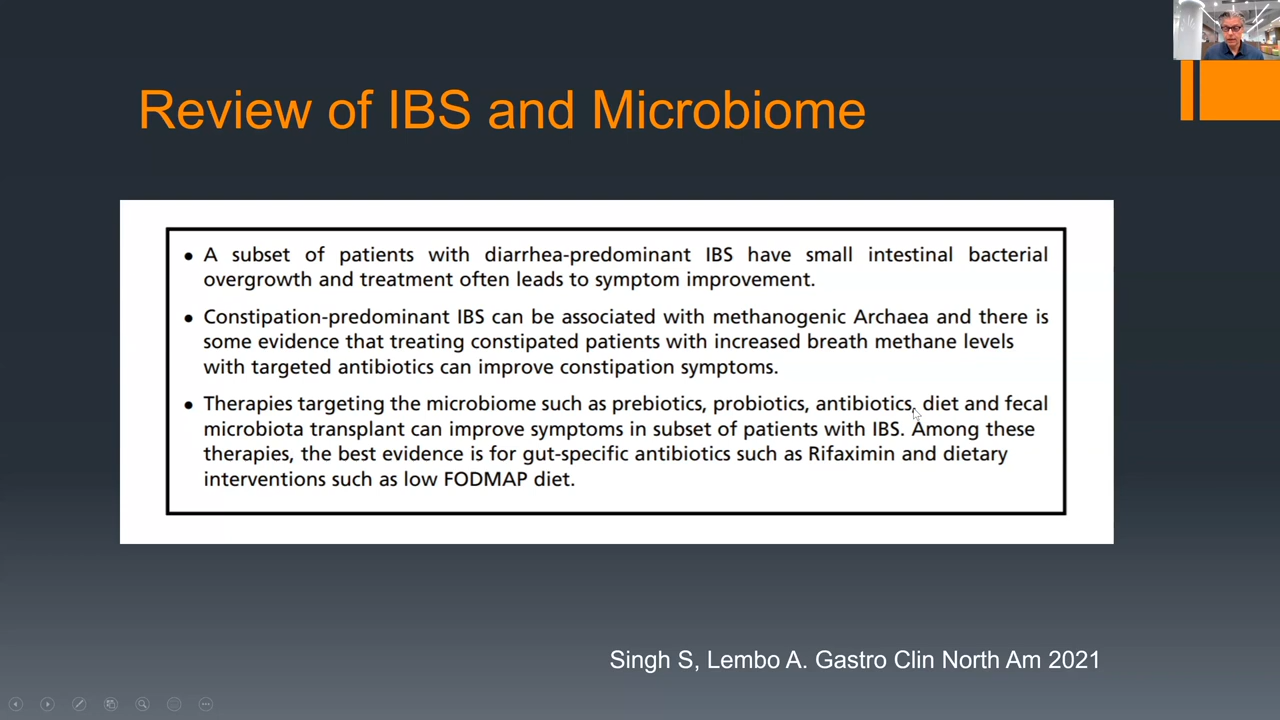 Review of IBS and Microbiome
• A subset of patients with diarrhea-predominant IBS have small intestinal bacterial
overgrowth and treatment often leads to symptom improvement.
• Constipation-predominant IBS can be associated with methanogenic Archaea and there is
some evidence that treating constipated patients with increased breath methane levels
with targeted antibiotics can improve constipation symptoms.
• Therapies targeting the microbiome such as prebiotics, probiotics, antibiotics, diet and fecal
microbiota transplant can improve symptoms in subset of patients with IBS. Among these
therapies, the best evidence is for gut-specific antibiotics such as Rifaximin and dietary
interventions such as low FODMAP diet.
Singh S, Lembo A. Gastro Clin North Am 2021